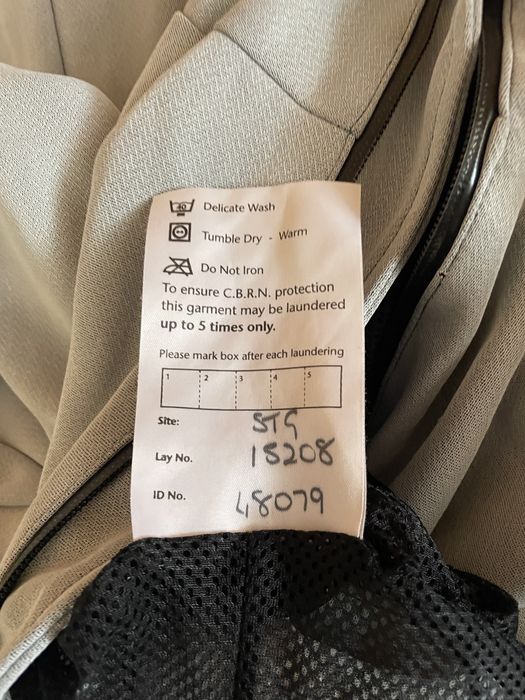 40
Delicate Wash
Tumble Dry - Warm
Do Not Iron
To ensure C.B.R.N. protection
this garment may be laundered
up to 5 times only.
Please mark box after each laundering
1 2 3 4 5
Site: STG
Lay No. 18208
ID No. 48079